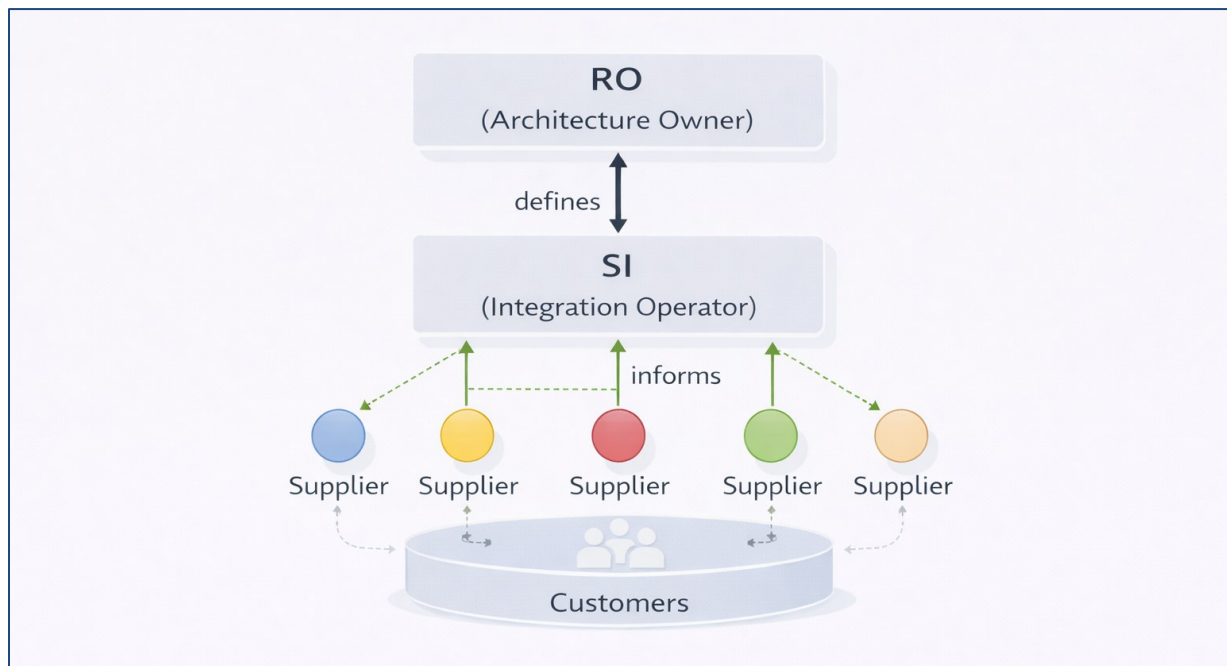 RO
(Architecture Owner)
defines
SI
(Integration Operator)
informs
Supplier Supplier Supplier Supplier Supplier
Customers